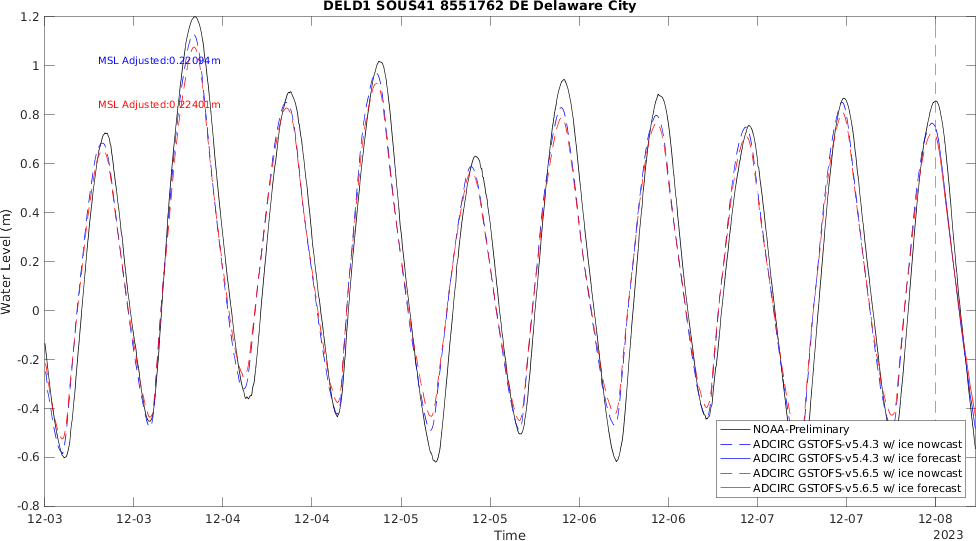 DELD1 SOUS41 8551762 DE Delaware City
1.2
1
0.8
0.6
0.4
0.2
0
-0.2
-0.4
-0.6
-0.8
Water Level (m)
MSL Adjusted:0.22094m
MSL Adjusted:0.22401m
NOAA-Preliminary
ADCIRC GSTOFS-v5.4.3 w/ ice nowcast
ADCIRC GSTOFS-v5.4.3 w/ ice forecast
ADCIRC GSTOFS-v5.6.5 w/ ice nowcast
ADCIRC GSTOFS-v5.6.5 w/ ice forecast
12-03 12-03 12-04 12-04 12-05 12-05 12-06 12-06 12-07 12-07 12-08
2023
Time